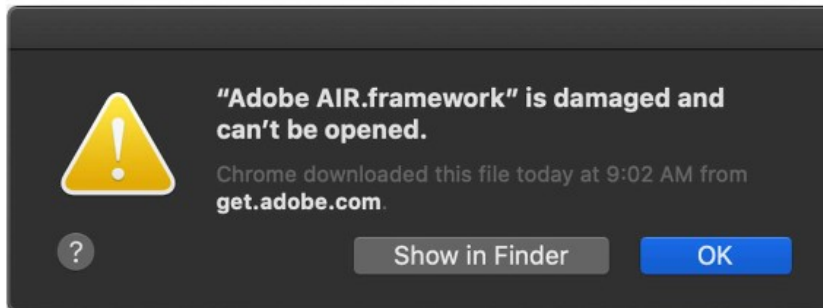 “Adobe AIR.framework” is damaged and
can’t be opened.
Chrome downloaded this file today at 9:02 AM from
get.adobe.com.
?
Show in Finder
OK